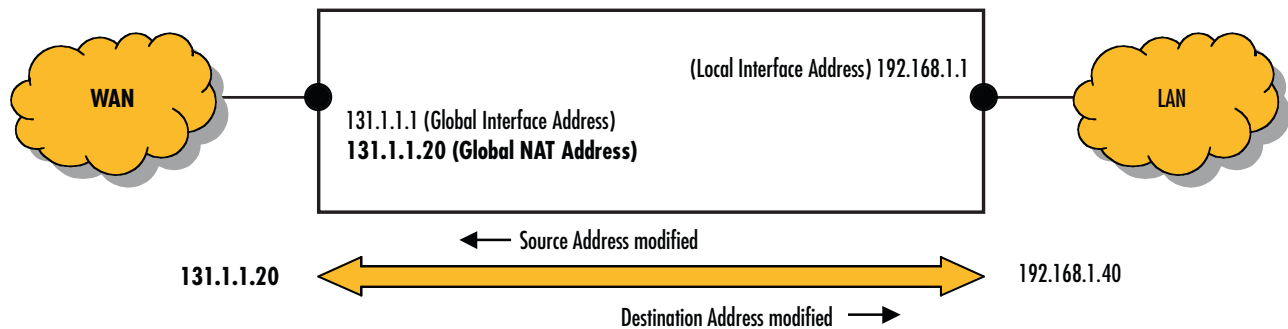 (Local Interface Address) 192.168.1.1
WAN
LAN
131.1.1.1 (Global Interface Address)
131.1.1.20 (Global NAT Address)
Source Address modified
131.1.1.20
192.168.1.40
Destination Address modified